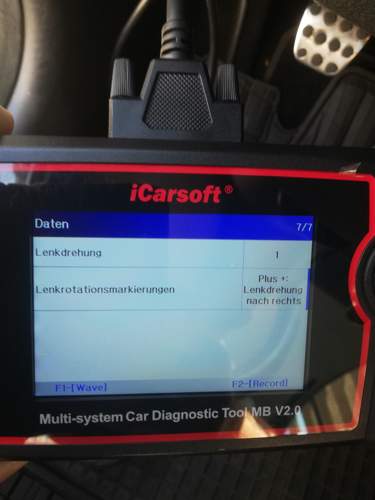 iCarsoft®
Daten 7/7
Lenkdrehung 1
Lenkrotationsmarkierungen Plus +:
Lenkdrehung
nach rechts
F1-[Wave] F2-[Record]
Multi-system Car Diagnostic Tool MB V2.0